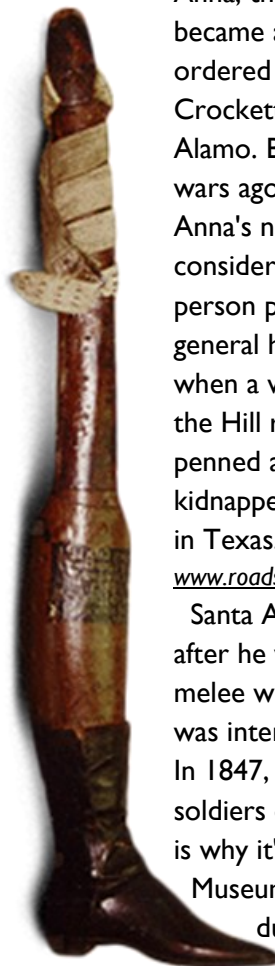 Anna, th
became a
ordered
Crockett
Alamo. E
wars ago
Anna's n
consider
person p
general h
when a v
the Hill r
penned a
kidnappe
in Texas.
www.roads
Santa A
after he
melee w
was inter
In 1847,
soldiers
is why it'
Museum
du